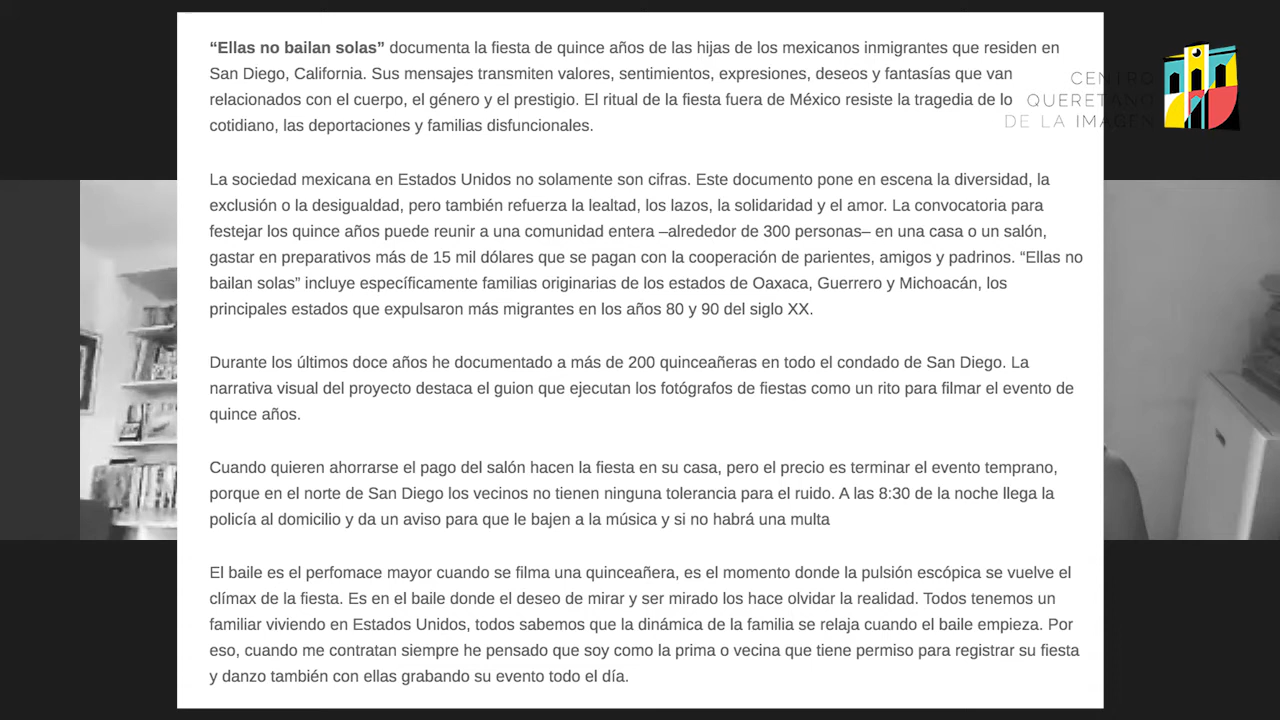 “Ellas no bailan solas” documenta la fiesta de quince años de las hijas de los mexicanos inmigrantes que residen en
San Diego, California. Sus mensajes transmiten valores, sentimientos, expresiones, deseos y fantasías que van
relacionados con el cuerpo, el género y el prestigio. El ritual de la fiesta fuera de México resiste la tragedia de lo
cotidiano, las deportaciones y familias disfuncionales.
CENTRO
QUERETANO
DE LA IMAGEN
La sociedad mexicana en Estados Unidos no solamente son cifras. Este documento pone en escena la diversidad, la
exclusión o la desigualdad, pero también refuerza la lealtad, los lazos, la solidaridad y el amor. La convocatoria para
festejar los quince años puede reunir a una comunidad entera –alrededor de 300 personas– en una casa o un salón,
gastar en preparativos más de 15 mil dólares que se pagan con la cooperación de parientes, amigos y padrinos. “Ellas no
bailan solas” incluye específicamente familias originarias de los estados de Oaxaca, Guerrero y Michoacán, los
principales estados que expulsaron más migrantes en los años 80 y 90 del siglo XX.
Durante los últimos doce años he documentado a más de 200 quinceañeras en todo el condado de San Diego. La
narrativa visual del proyecto destaca el guion que ejecutan los fotógrafos de fiestas como un rito para filmar el evento de
quince años.
Cuando quieren ahorrarse el pago del salón hacen la fiesta en su casa, pero el precio es terminar el evento temprano,
porque en el norte de San Diego los vecinos no tienen ninguna tolerancia para el ruido. A las 8:30 de la noche llega la
policía al domicilio y da un aviso para que le bajen a la música y si no habrá una multa
El baile es el perfomace mayor cuando se filma una quinceañera, es el momento donde la pulsión escópica se vuelve el
clímax de la fiesta. Es en el baile donde el deseo de mirar y ser mirado los hace olvidar la realidad. Todos tenemos un
familiar viviendo en Estados Unidos, todos sabemos que la dinámica de la familia se relaja cuando el baile empieza. Por
eso, cuando me contratan siempre he pensado que soy como la prima o vecina que tiene permiso para registrar su fiesta
y danzo también con ellas grabando su evento todo el día.